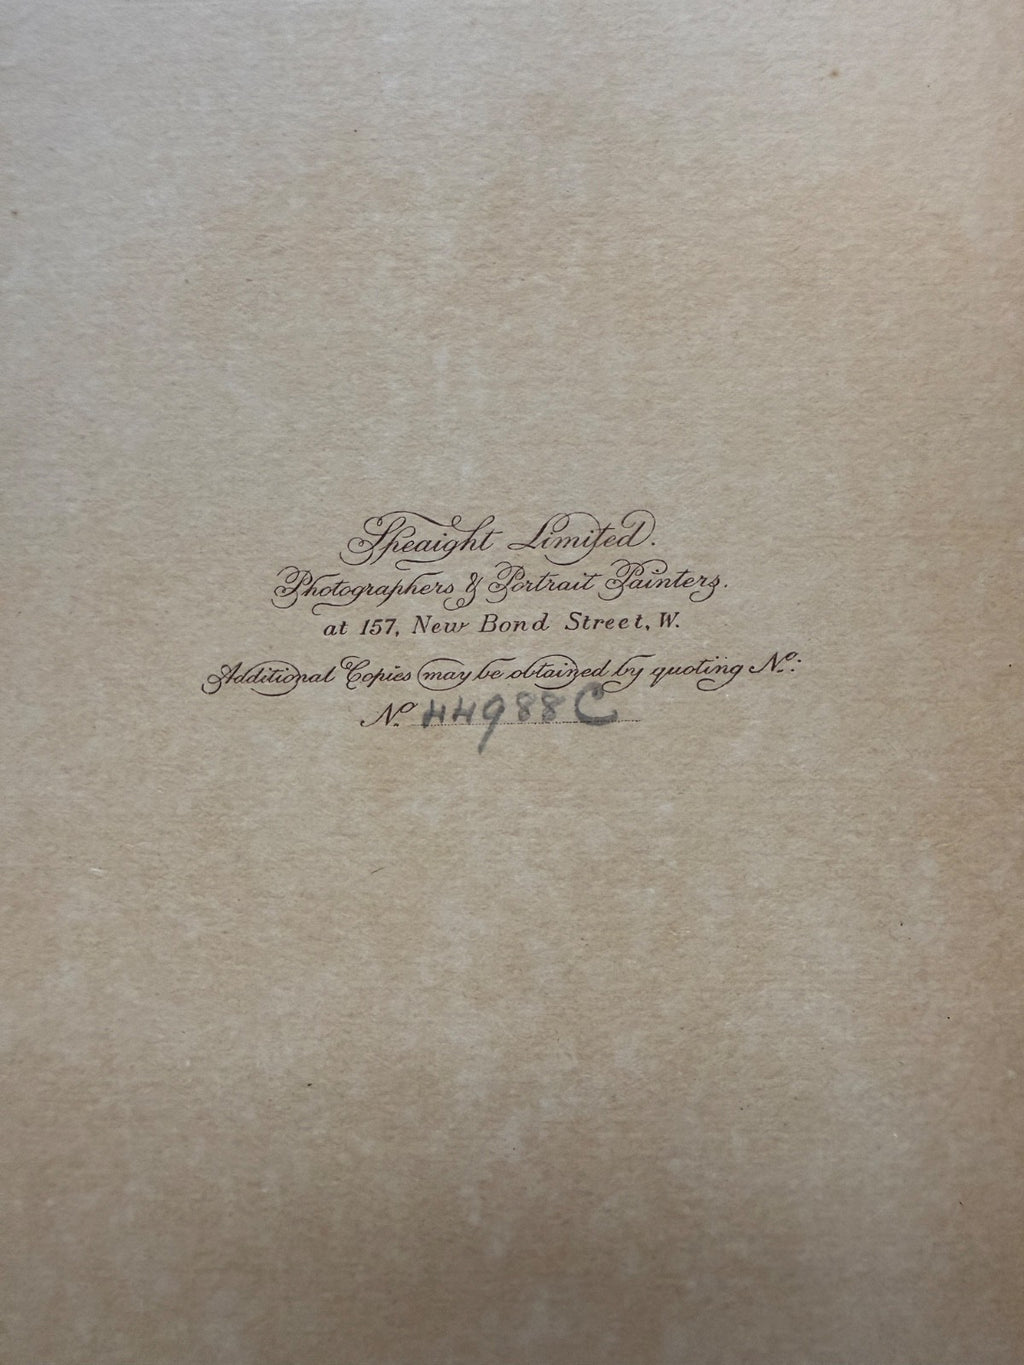 Speaight Limited.
Photographers & Portrait Painters.
at 157, New Bond Street, W.
Additional Copies may be obtained by quoting No:
No 44988 C